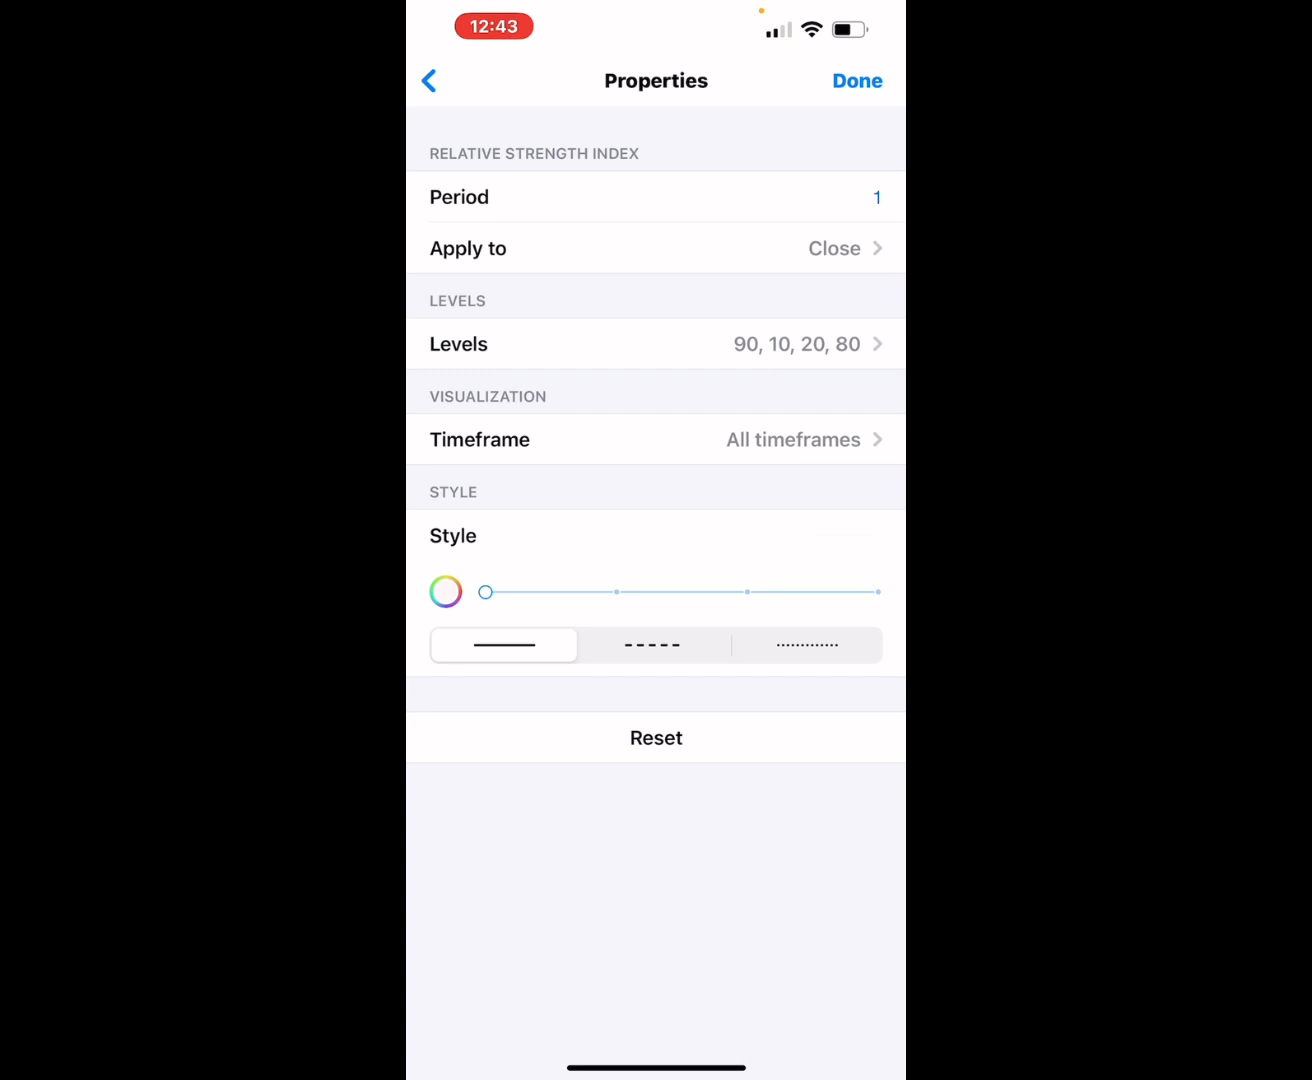 12:43
Properties
Done
RELATIVE STRENGTH INDEX
Period 1
Apply to Close
LEVELS
Levels 90, 10, 20, 80
VISUALIZATION
Timeframe All timeframes
STYLE
Style
Reset